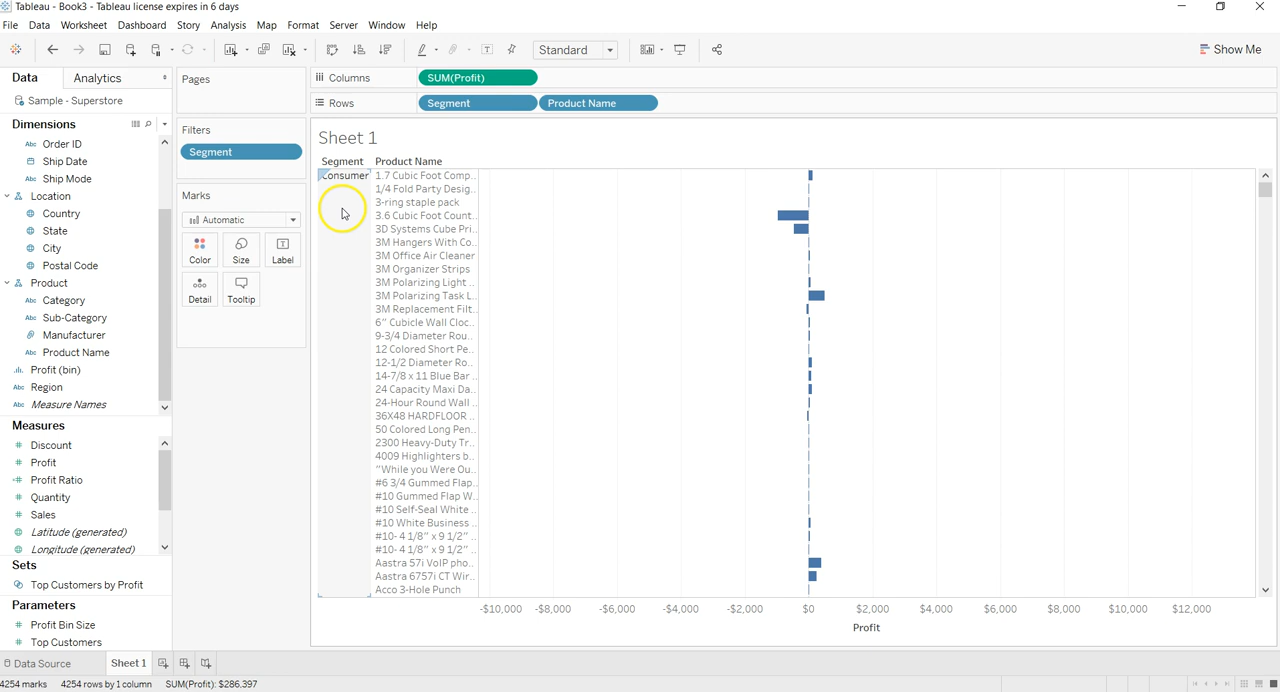 Tableau - Book3 - Tableau license expires in 6 days
File Data Worksheet Dashboard Story Analysis Map Format Server Window Help
Standard
Show Me
Data Analytics
Sample - Superstore
Dimensions
Abc Order ID
Ship Date
Abc Ship Mode
Location
Country
State
City
Postal Code
Product
Abc Category
Abc Sub-Category
Manufacturer
Abc Product Name
Profit (bin)
Abc Region
Abc Measure Names
Measures
# Discount
# Profit
# Profit Ratio
# Quantity
# Sales
Latitude (generated)
Longitude (generated)
Sets
Top Customers by Profit
Parameters
# Profit Bin Size
# Top Customers
Pages
Filters
Segment
Marks
Automatic
Color Size Label
Detail Tooltip
Columns SUM(Profit)
Rows Segment Product Name
Sheet 1
Segment Product Name
Consumer 1.7 Cubic Foot Comp..
1/4 Fold Party Desig..
3-ring staple pack
3.6 Cubic Foot Count..
3D Systems Cube Pri..
3M Hangers With Co..
3M Office Air Cleaner
3M Organizer Strips
3M Polarizing Light ..
3M Polarizing Task L..
3M Replacement Filt..
6" Cubicle Wall Cloc..
9-3/4 Diameter Rou..
12 Colored Short Pe..
12-1/2 Diameter Ro..
14-7/8 x 11 Blue Bar ..
24 Capacity Maxi Da..
24-Hour Round Wall ..
36X48 HARDFLOOR ..
50 Colored Long Pen..
2300 Heavy-Duty Tr..
4009 Highlighters b..
"While you Were Ou..
#6 3/4 Gummed Flap..
#10 Gummed Flap W..
#10 Self-Seal White ..
#10 White Business ..
#10- 4 1/8" x 9 1/2" ..
#10- 4 1/8" x 9 1/2" ..
Aastra 57i VoIP pho..
Aastra 6757i CT Wir..
Acco 3-Hole Punch
-$10,000 -$8,000 -$6,000 -$4,000 -$2,000 $0 $2,000 $4,000 $6,000 $8,000 $10,000 $12,000
Profit
Data Source Sheet 1
4254 marks 4254 rows by 1 column SUM(Profit): $286,397